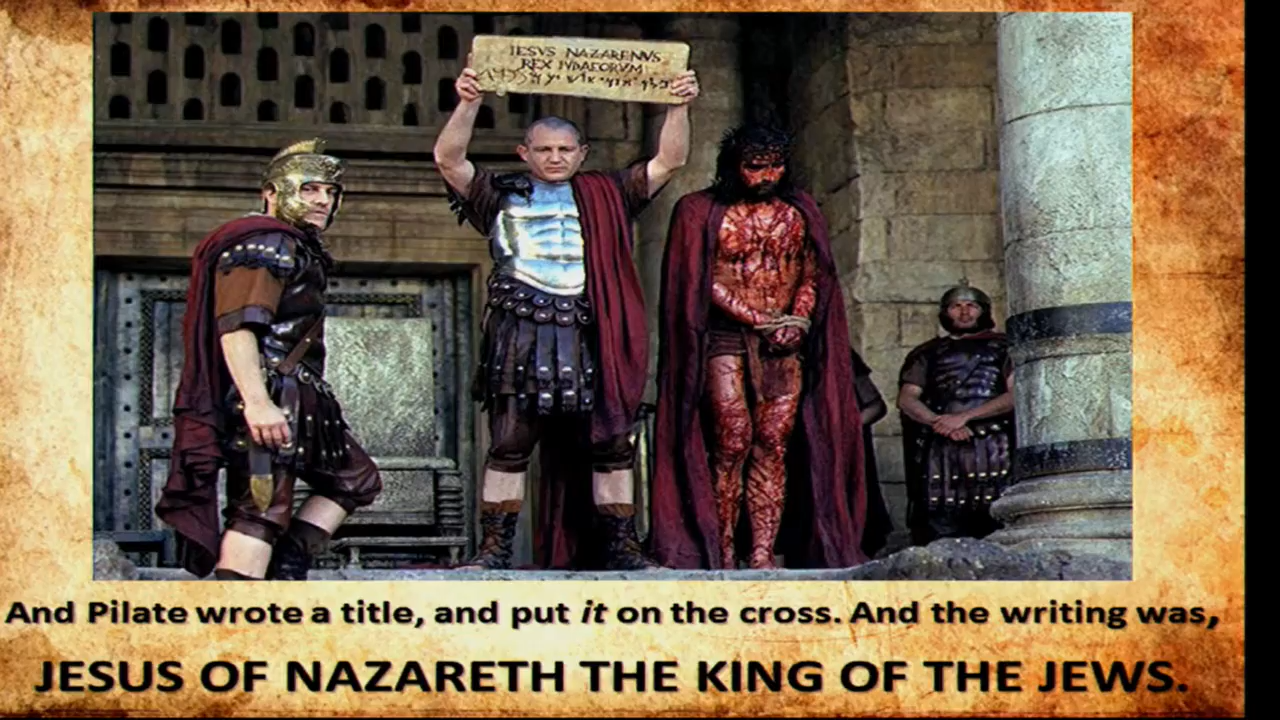 IESVS NAZARENVS
REX IVDAEORVM
And Pilate wrote a title, and put it on the cross. And the writing was,
JESUS OF NAZARETH THE KING OF THE JEWS.